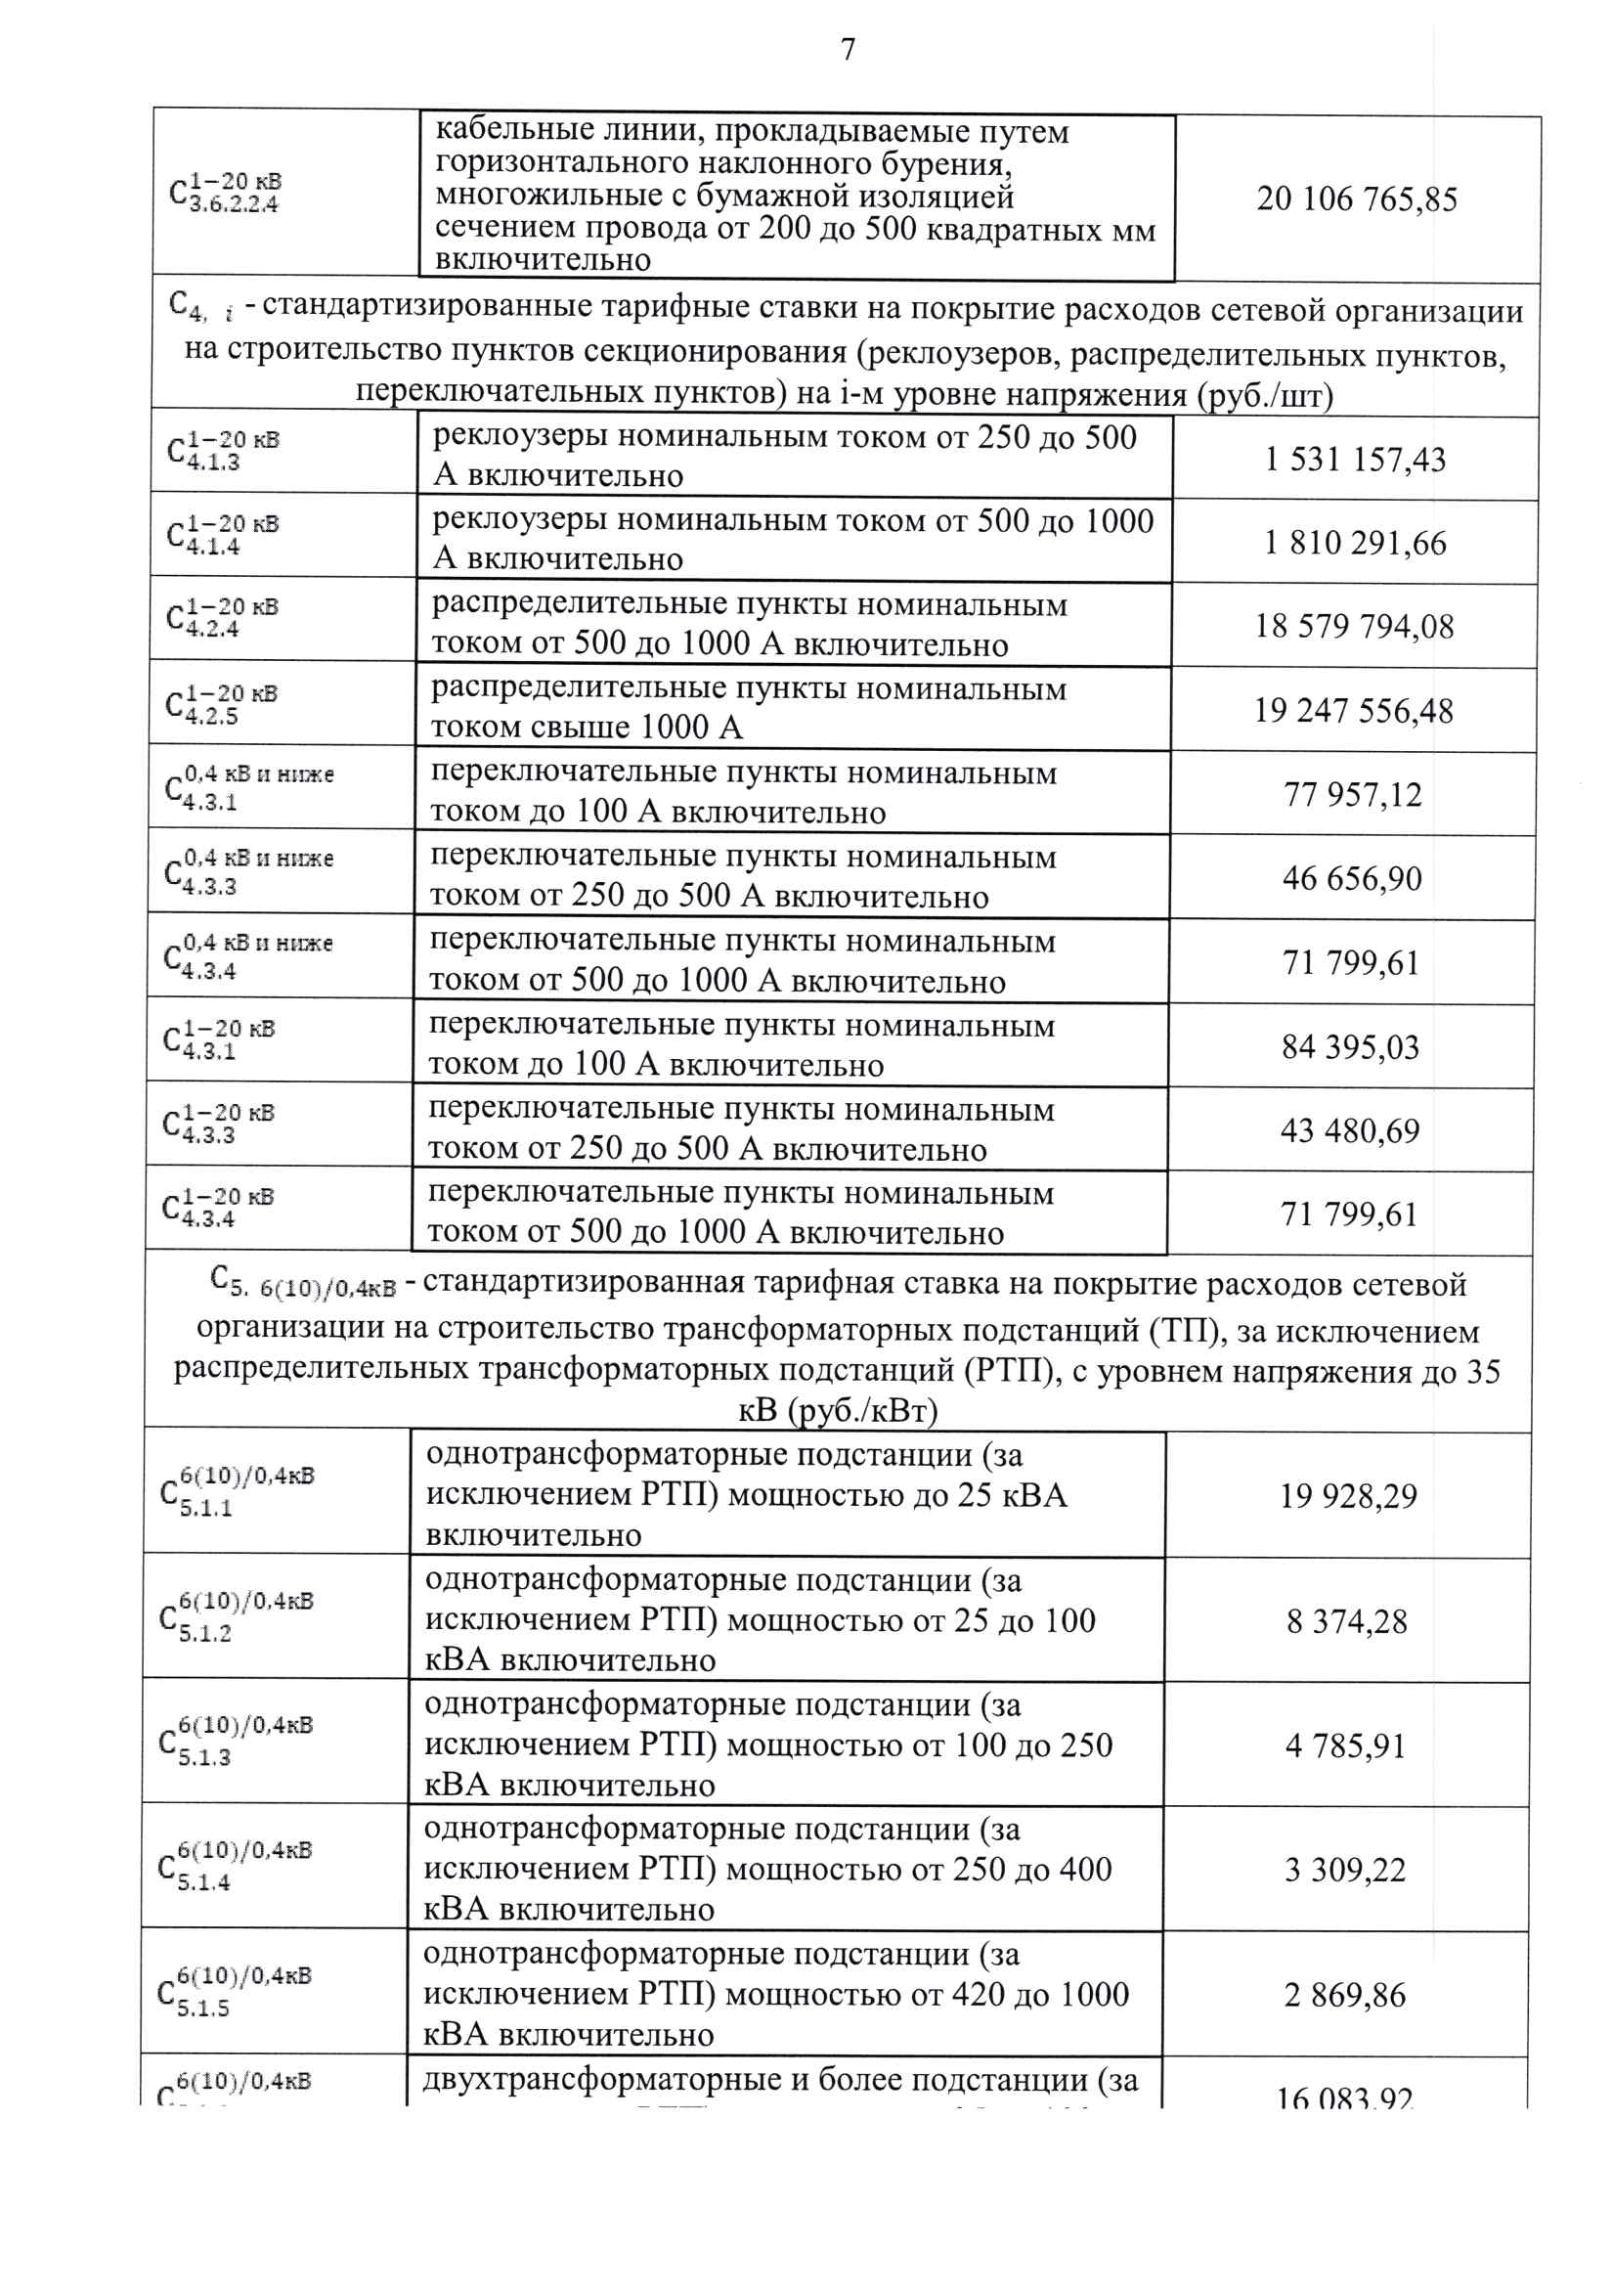 7
кабельные линии, прокладываемые путем
горизонтального наклонного бурения,
C 1–20 кВ 3.6.2.2.4
многожильные с бумажной изоляцией
20 106 765,85
сечением провода от 200 до 500 квадратных мм
включительно
C4, i - стандартизированные тарифные ставки на покрытие расходов сетевой организации
на строительство пунктов секционирования (реклоузеров, распределительных пунктов,
переключательных пунктов) на i-м уровне напряжения (руб./шт)
C 1–20 кВ 4.1.3
реклоузеры номинальным током от 250 до 500
А включительно
1 531 157,43
C 1–20 кВ 4.1.4
реклоузеры номинальным током от 500 до 1000
А включительно
1 810 291,66
C 1–20 кВ 4.2.4
распределительные пункты номинальным
током от 500 до 1000 А включительно
18 579 794,08
C 1–20 кВ 4.2.5
распределительные пункты номинальным
током свыше 1000 А
19 247 556,48
C 0,4 кВ и ниже 4.3.1
переключательные пункты номинальным
током до 100 А включительно
77 957,12
C 0,4 кВ и ниже 4.3.3
переключательные пункты номинальным
током от 250 до 500 А включительно
46 656,90
C 0,4 кВ и ниже 4.3.4
переключательные пункты номинальным
током от 500 до 1000 А включительно
71 799,61
C 1–20 кВ 4.3.1
переключательные пункты номинальным
током до 100 А включительно
84 395,03
C 1–20 кВ 4.3.3
переключательные пункты номинальным
током от 250 до 500 А включительно
43 480,69
C 1–20 кВ 4.3.4
переключательные пункты номинальным
током от 500 до 1000 А включительно
71 799,61
C5. 6(10)/0,4кВ - стандартизированная тарифная ставка на покрытие расходов сетевой
организации на строительство трансформаторных подстанций (ТП), за исключением
распределительных трансформаторных подстанций (РТП), с уровнем напряжения до 35
кВ (руб./кВт)
C 6(10)/0,4кВ 5.1.1
однотрансформаторные подстанции (за
исключением РТП) мощностью до 25 кВА
включительно
19 928,29
C 6(10)/0,4кВ 5.1.2
однотрансформаторные подстанции (за
исключением РТП) мощностью от 25 до 100
кВА включительно
8 374,28
C 6(10)/0,4кВ 5.1.3
однотрансформаторные подстанции (за
исключением РТП) мощностью от 100 до 250
кВА включительно
4 785,91
C 6(10)/0,4кВ 5.1.4
однотрансформаторные подстанции (за
исключением РТП) мощностью от 250 до 400
кВА включительно
3 309,22
C 6(10)/0,4кВ 5.1.5
однотрансформаторные подстанции (за
исключением РТП) мощностью от 420 до 1000
кВА включительно
2 869,86
C 6(10)/0,4кВ
двухтрансформаторные и более подстанции (за
16 083,92